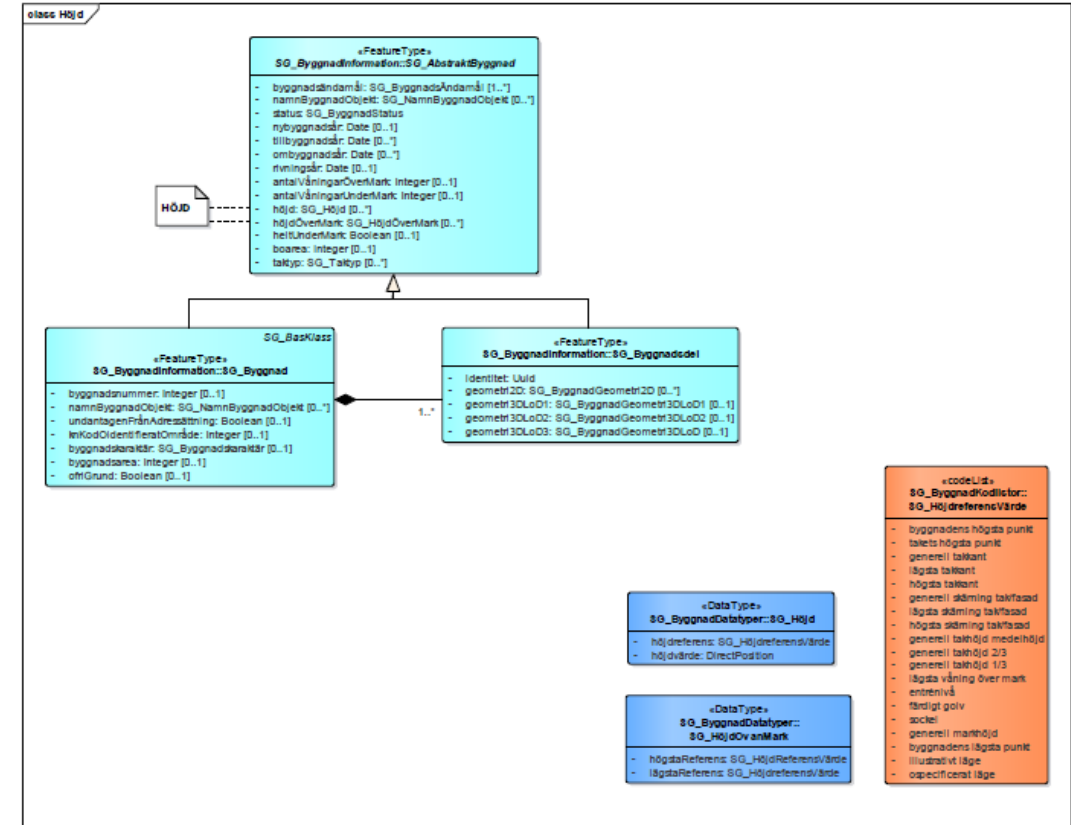 class Höjd
«FeatureType»
SG_ByggnadInformation::SG_AbstraktByggnad
- byggnadsändamål: SG_ByggnadsÄndamål [1..*]
- namnByggnadObjekt: SG_NamnByggnadObjekt [0..*]
- status: SG_ByggnadStatus
- nybyggnadsår: Date [0..1]
- tillbyggnadsår: Date [0..*]
- ombyggnadsår: Date [0..*]
- rivningsår: Date [0..1]
- antalVåningarÖverMark: Integer [0..1]
- antalVåningarUnderMark: Integer [0..1]
- höjd: SG_Höjd [0..*]
- höjdÖverMark: SG_HöjdÖverMark [0..*]
- heltUnderMark: Boolean [0..1]
- boarea: Integer [0..1]
- taktyp: SG_Taktyp [0..*]
HÖJD
SG_BasKlass
«FeatureType»
SG_ByggnadInformation::SG_Byggnad
- byggnadsnummer: Integer [0..1]
- namnByggnadObjekt: SG_NamnByggnadObjekt [0..*]
- undantagenFrånAdressättning: Boolean [0..1]
- knKodOidentifieratOmråde: Integer [0..1]
- byggnadskaraktär: SG_Byggnadskaraktär [0..1]
- byggnadsarea: Integer [0..1]
- ofriGrund: Boolean [0..1]
1..*
«FeatureType»
SG_ByggnadInformation::SG_Byggnadsdel
- identitet: Uuid
- geometri2D: SG_ByggnadGeometri2D [0..*]
- geometri3DLoD1: SG_ByggnadGeometri3DLoD1 [0..1]
- geometri3DLoD2: SG_ByggnadGeometri3DLoD2 [0..1]
- geometri3DLoD3: SG_ByggnadGeometri3DLoD [0..1]
«codeList»
SG_ByggnadKodlistor::
SG_HöjdreferensVärde
- byggnadens högsta punkt
- takets högsta punkt
- generell takkant
- lägsta takkant
- högsta takkant
- generell skärning tak/fasad
- lägsta skärning tak/fasad
- högsta skärning tak/fasad
- generell takhöjd medelhöjd
- generell takhöjd 2/3
- generell takhöjd 1/3
- lägsta våning över mark
- entrénivå
- färdigt golv
- sockel
- generell markhöjd
- byggnadens lägsta punkt
- illustrativt läge
- ospecificerat läge
«DataType»
SG_ByggnadDatatyper::SG_Höjd
- höjdreferens: SG_HöjdreferensVärde
- höjdvärde: DirectPosition
«DataType»
SG_ByggnadDatatyper::
SG_HöjdOvanMark
- högstaReferens: SG_HöjdReferensVärde
- lägstaReferens: SG_HöjdreferensVärde